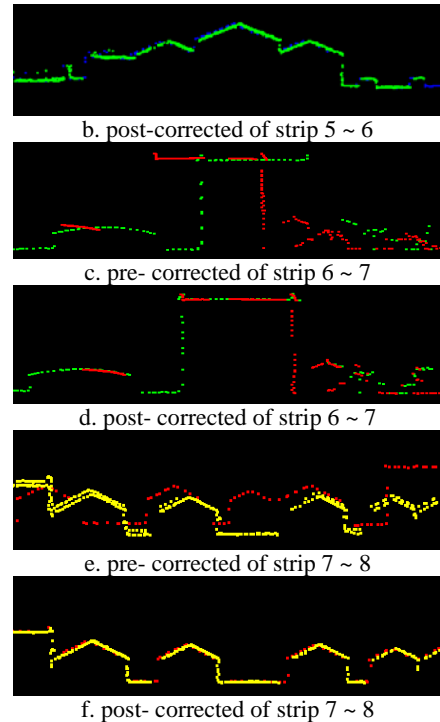 b. post-corrected of strip 5 ~ 6
c. pre- corrected of strip 6 ~ 7
d. post- corrected of strip 6 ~ 7
e. pre- corrected of strip 7 ~ 8
f. post- corrected of strip 7 ~ 8